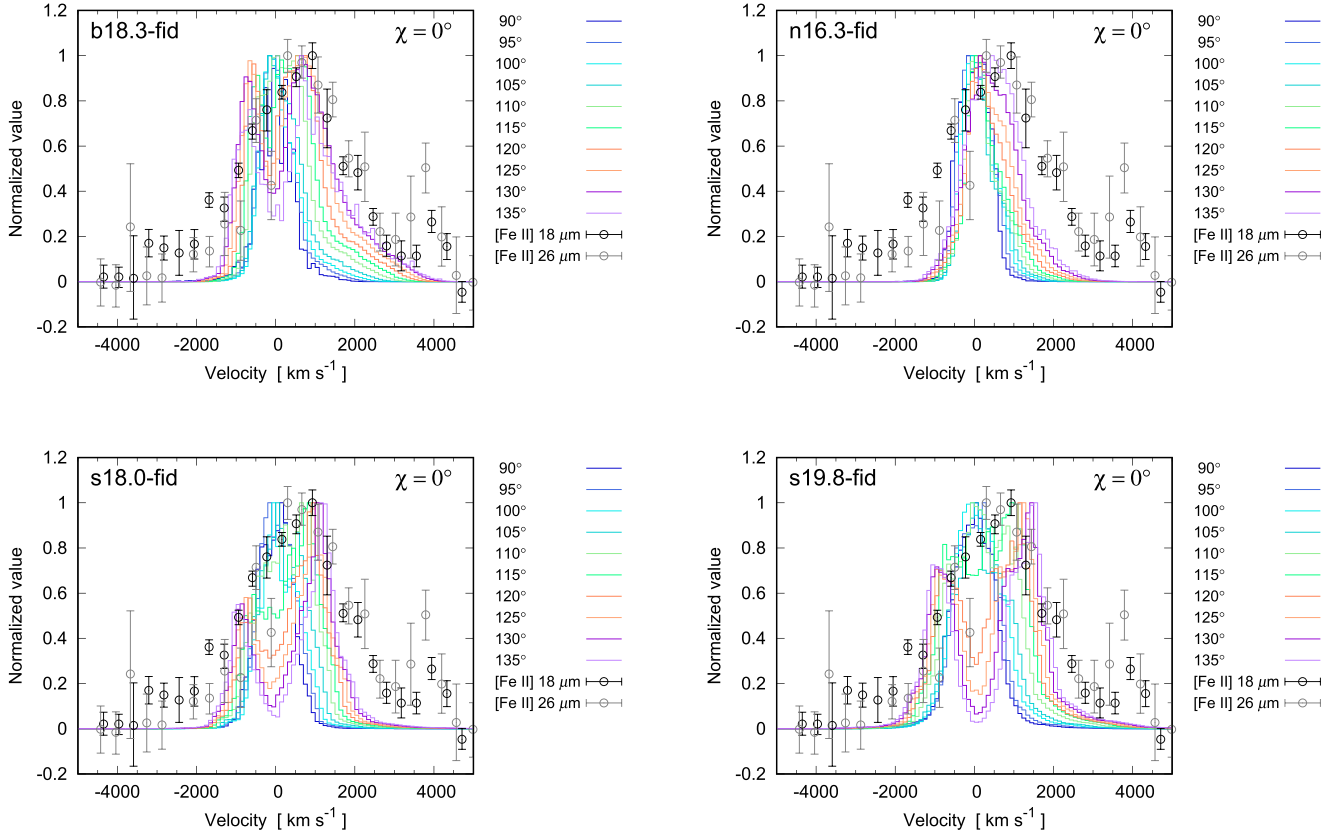 b18.3-fid
χ = 0°
1.2
1
0.8
0.6
0.4
0.2
0
-0.2
Normalized value
-4000 -2000 0 2000 4000
Velocity [ km s-1 ]
90°
95°
100°
105°
110°
115°
120°
125°
130°
135°
[Fe II] 18 μm
[Fe II] 26 μm
n16.3-fid
χ = 0°
1.2
1
0.8
0.6
0.4
0.2
0
-0.2
Normalized value
-4000 -2000 0 2000 4000
Velocity [ km s-1 ]
90°
95°
100°
105°
110°
115°
120°
125°
130°
135°
[Fe II] 18 μm
[Fe II] 26 μm
s18.0-fid
χ = 0°
1.2
1
0.8
0.6
0.4
0.2
0
-0.2
Normalized value
-4000 -2000 0 2000 4000
Velocity [ km s-1 ]
90°
95°
100°
105°
110°
115°
120°
125°
130°
135°
[Fe II] 18 μm
[Fe II] 26 μm
s19.8-fid
χ = 0°
1.2
1
0.8
0.6
0.4
0.2
0
-0.2
Normalized value
-4000 -2000 0 2000 4000
Velocity [ km s-1 ]
90°
95°
100°
105°
110°
115°
120°
125°
130°
135°
[Fe II] 18 μm
[Fe II] 26 μm